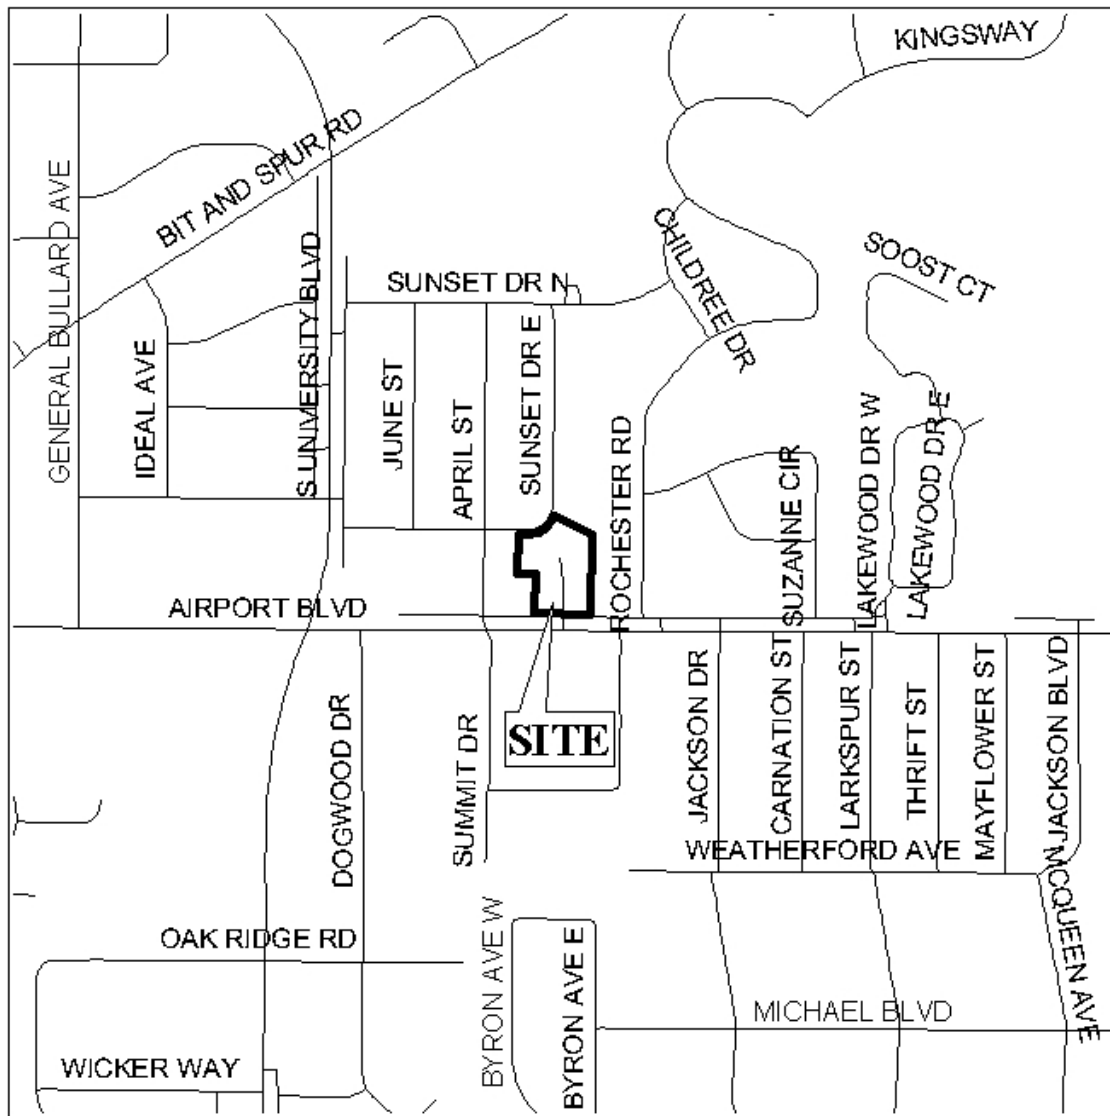 KINGSWAY
BIT AND SPUR RD
GENERAL BULLARD AVE
CHILDREE DR
SOOST CT
S UNIVERSITY BLVD
SUNSET DR N
IDEAL AVE
JUNE ST
APRIL ST
SUNSET DR E
ROCHESTER RD
SUZANNE CIR
LAKEWOOD DR W
LAKEWOOD DR E
AIRPORT BLVD
SITE
DOGWOOD DR
SUMMIT DR
JACKSON DR
CARNATION ST
LARKSPUR ST
THRIFT ST
MAYFLOWER ST
JACKSON BLVD
WEATHERFORD AVE
MCQUEEN AVE
OAK RIDGE RD
BYRON AVE W
BYRON AVE E
MICHAEL BLVD
WICKER WAY